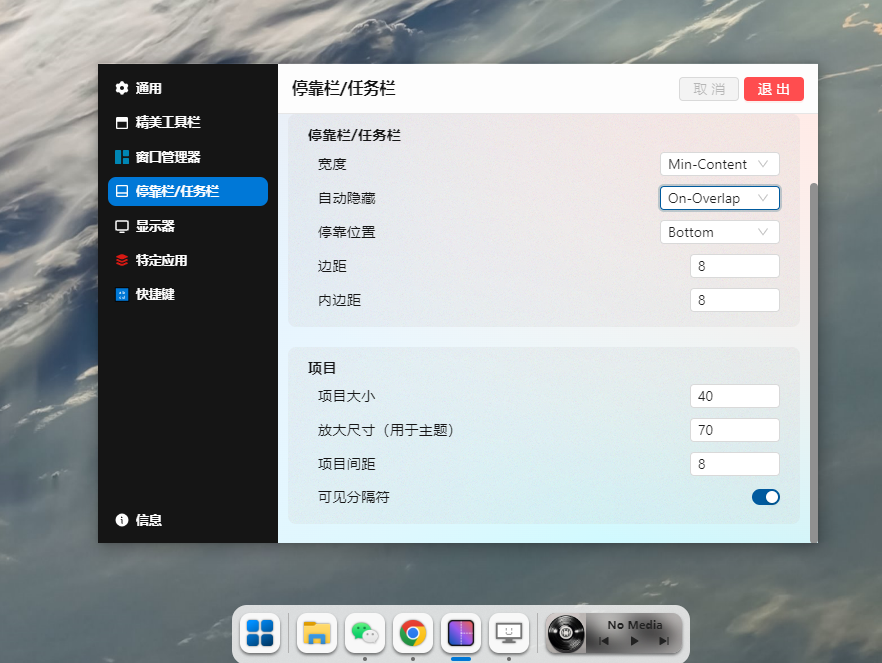 通用
精美工具栏
窗口管理器
停靠栏/任务栏
显示器
特定应用
快捷键
信息
停靠栏/任务栏
取 消
退 出
停靠栏/任务栏
宽度
Min-Content
自动隐藏
On-Overlap
停靠位置
Bottom
边距
8
内边距
8
项目
项目大小
40
放大尺寸（用于主题）
70
项目间距
8
可见分隔符
No Media